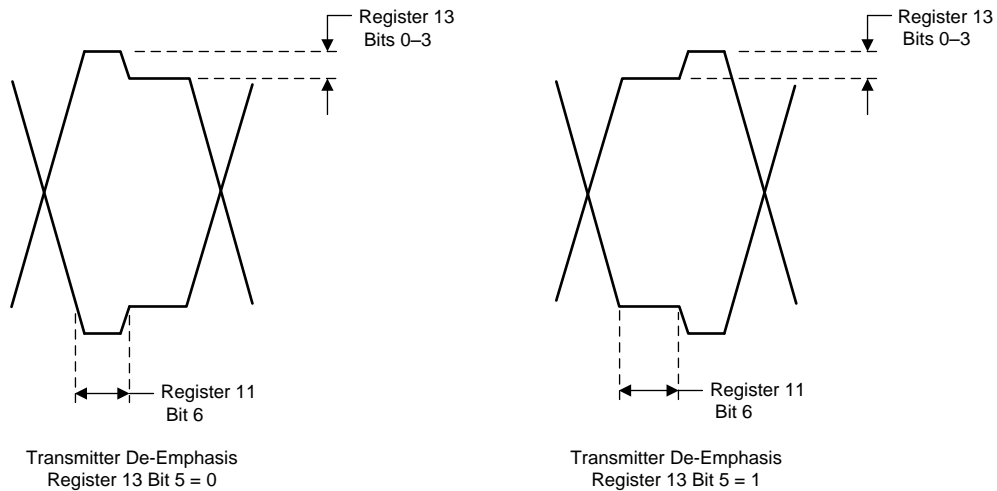 Register 13
Bits 0–3
Register 11
Bit 6
Transmitter De-Emphasis
Register 13 Bit 5 = 0
Register 13
Bits 0–3
Register 11
Bit 6
Transmitter De-Emphasis
Register 13 Bit 5 = 1